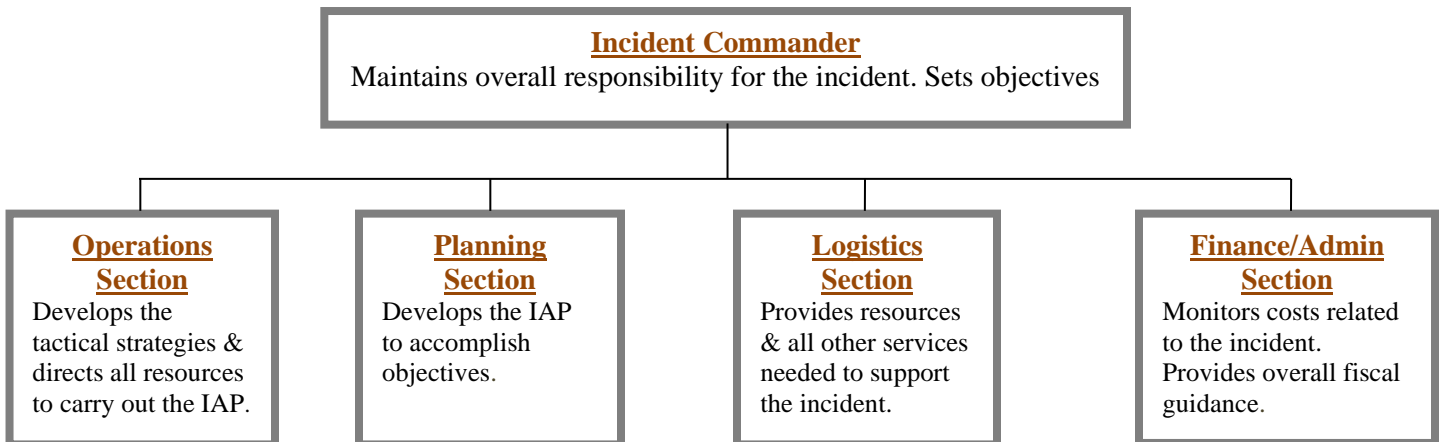 Incident Commander
Maintains overall responsibility for the incident. Sets objectives
Operations
Section
Develops the
tactical strategies &
directs all resources
to carry out the IAP.
Planning
Section
Develops the IAP
to accomplish
objectives.
Logistics
Section
Provides resources
& all other services
needed to support
the incident.
Finance/Admin
Section
Monitors costs related
to the incident.
Provides overall fiscal
guidance.